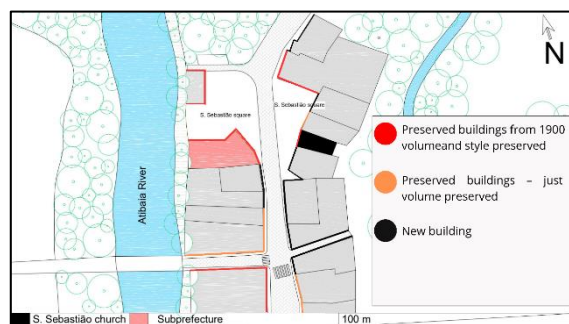 N
S. Sebastião square
S. Sebastião square
Preserved buildings from 1900
volumeand style preserved
Preserved buildings – just
volume preserved
New building
Atibaia River
S. Sebastião church
Subprefecture
100 m